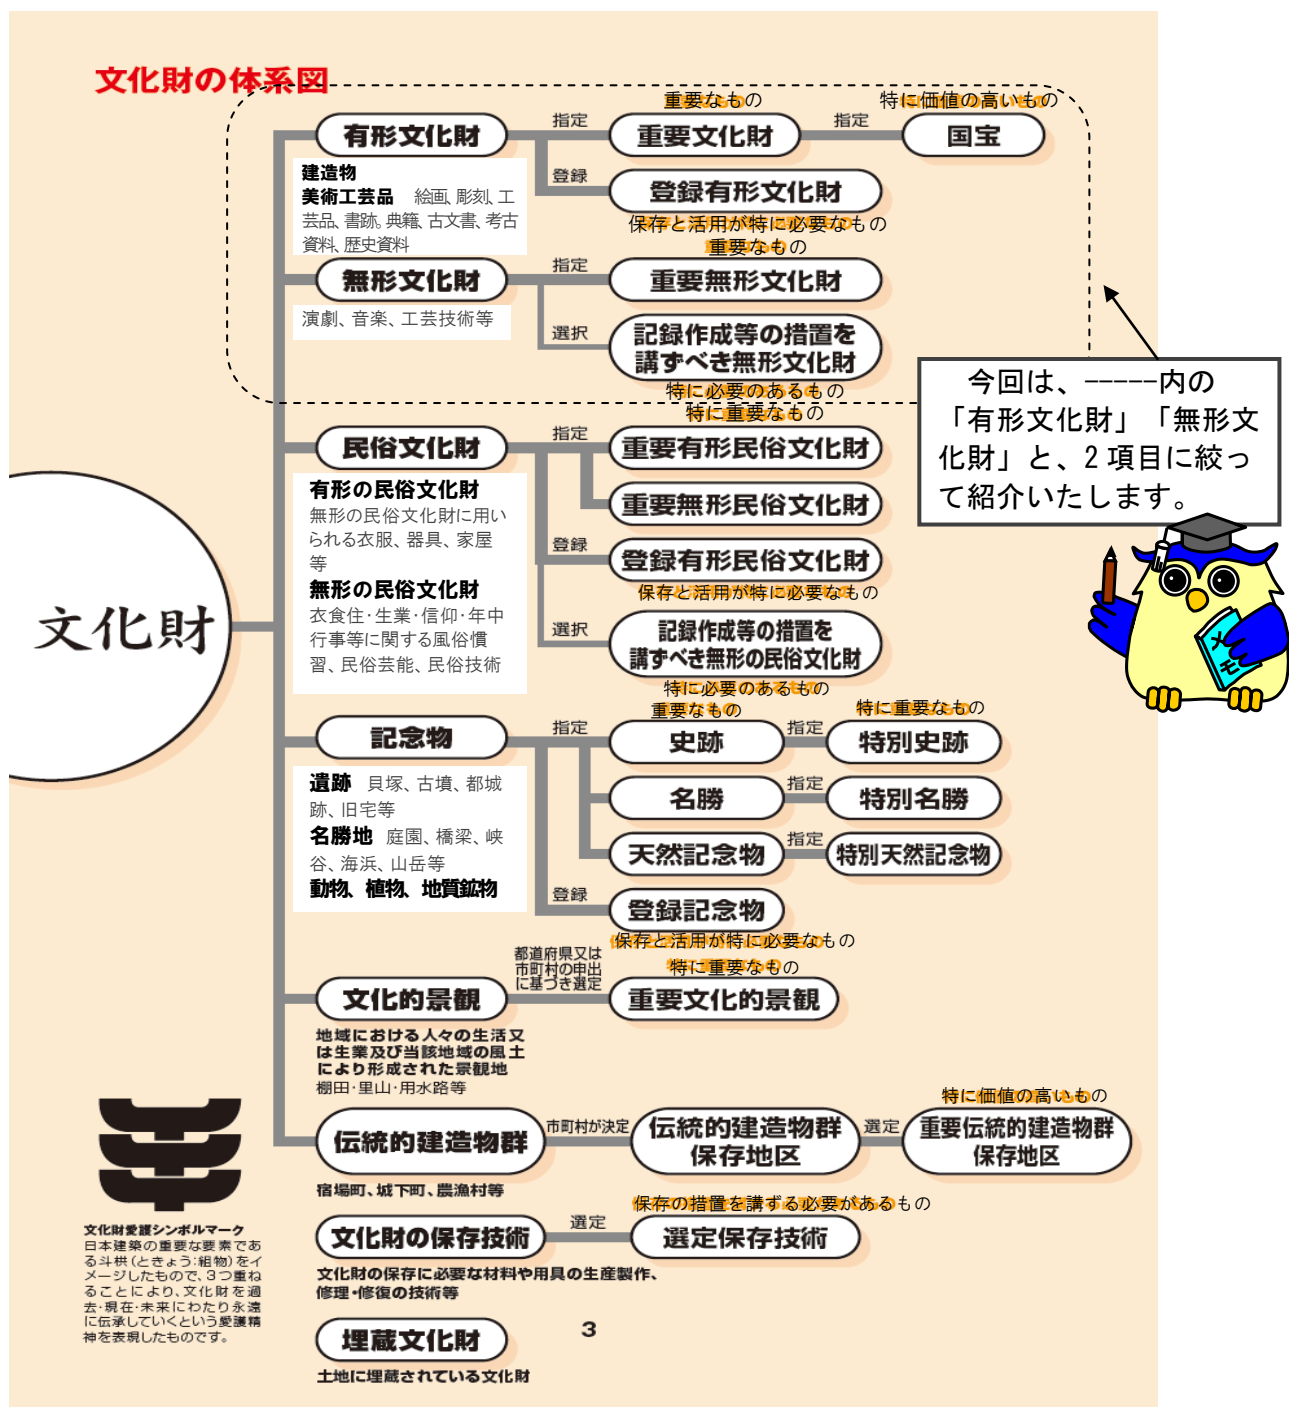 文化財の体系図
重要なもの
特に価値の高いもの
有形文化財
指定
重要文化財
指定
国宝
登録
登録有形文化財
保存と活用が特に必要なもの
建造物
美術工芸品 絵画、彫刻、工
芸品、書跡、典籍、古文書、考古
資料、歴史資料
重要なもの
無形文化財
指定
重要無形文化財
演劇、音楽、工芸技術等
選択
記録作成等の措置を
講ずべき無形文化財
特に必要のあるもの
今回は、-----内の
「有形文化財」「無形文
化財」と、2項目に絞っ
て紹介いたします。
メモ
特に重要なもの
民俗文化財
指定
重要有形民俗文化財
重要無形民俗文化財
登録
登録有形民俗文化財
保存と活用が特に必要なもの
選択
記録作成等の措置を
講ずべき無形の民俗文化財
特に必要のあるもの
有形の民俗文化財
無形の民俗文化財に用い
られる衣服、器具、家屋
等
無形の民俗文化財
衣食住・生業・信仰・年中
行事等に関する風俗慣
習、民俗芸能、民俗技術
文化財
重要なもの
特に重要なもの
記念物
指定
史跡
指定
特別史跡
名勝
指定
特別名勝
天然記念物
指定
特別天然記念物
登録
登録記念物
保存と活用が特に必要なもの
遺跡 貝塚、古墳、都城
跡、旧宅等
名勝地 庭園、橋梁、峡
谷、海浜、山岳等
動物、植物、地質鉱物
都道府県又は
市町村の申出
に基づき選定
特に重要なもの
文化的景観
重要文化的景観
地域における人々の生活又
は生業及び当該地域の風土
により形成された景観地
棚田・里山・用水路等
特に価値の高いもの
伝統的建造物群
市町村が決定
伝統的建造物群
保存地区
選定
重要伝統的建造物群
保存地区
宿場町、城下町、農漁村等
保存の措置を講ずる必要があるもの
文化財の保存技術
選定
選定保存技術
文化財の保存に必要な材料や用具の生産製作、
修理・修復の技術等
埋蔵文化財
土地に埋蔵されている文化財
文化財愛護シンボルマーク
日本建築の重要な要素であ
る斗栱(ときょう:組物)をイ
メージしたもので、3つ重ね
ることにより、文化財を過
去・現在・未来にわたり永遠
に伝承していくという愛護精
神を表現したものです。
3